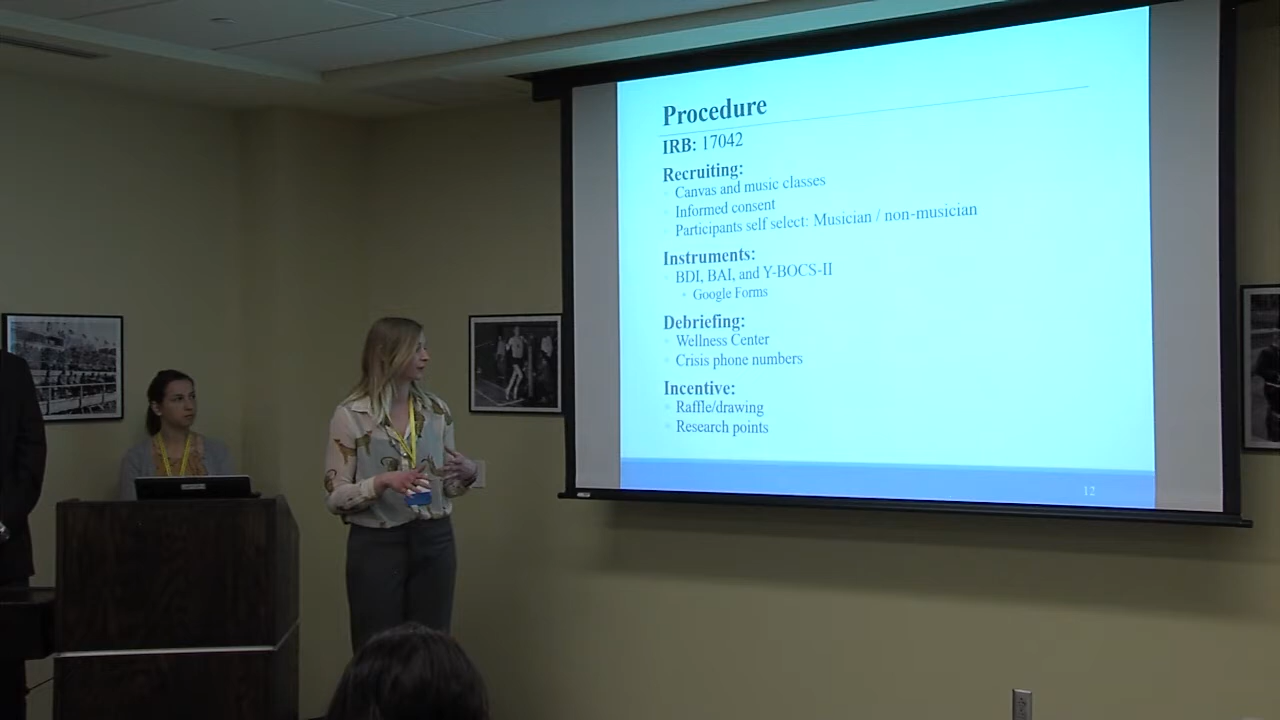 Procedure
IRB: 17042
Recruiting:
Canvas and music classes
Informed consent
Participants self select: Musician / non-musician
Instruments:
BDI, BAI, and Y-BOCS-II
Google Forms
Debriefing:
Wellness Center
Crisis phone numbers
Incentive:
Raffle/drawing
Research points
12